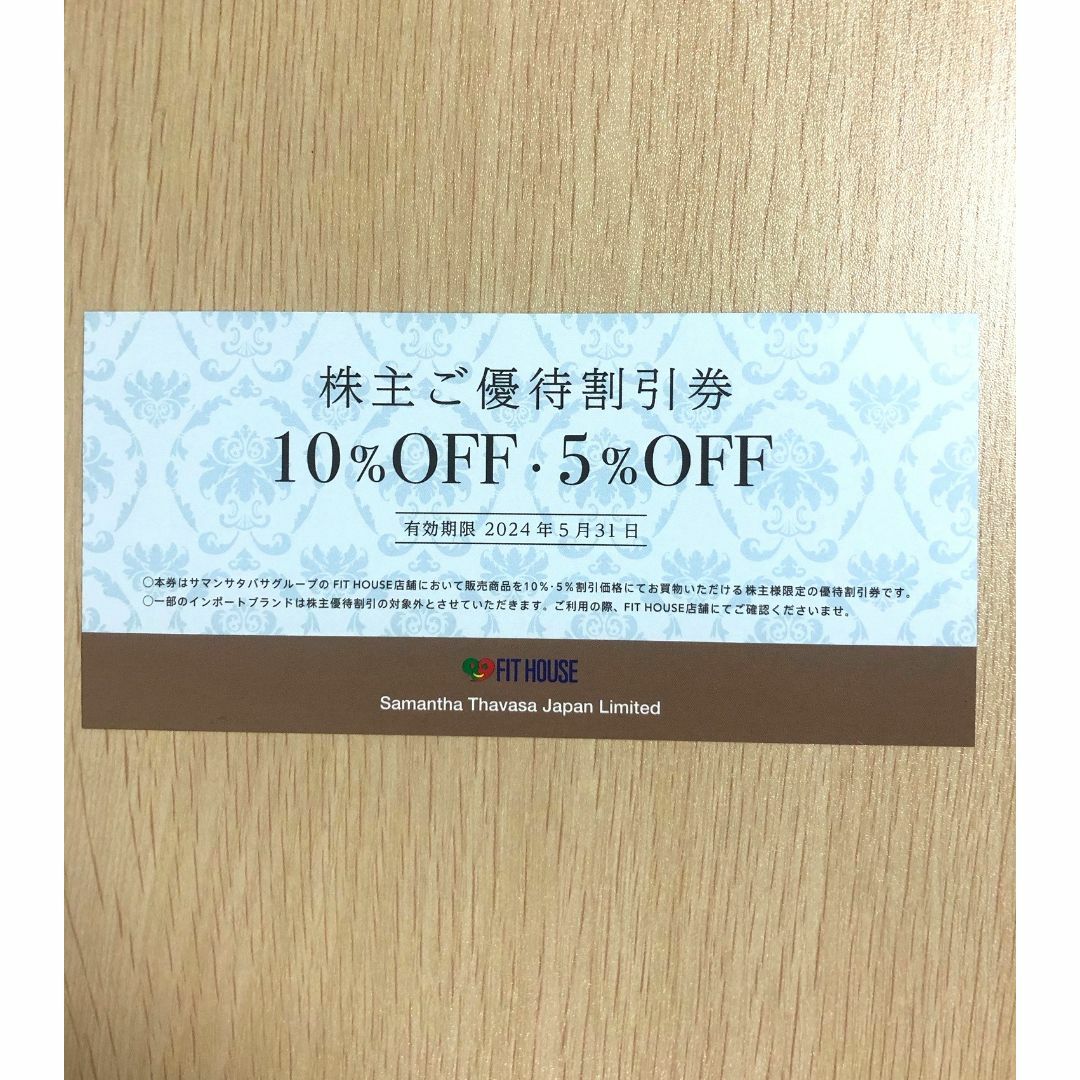 株主ご優待割引券
10%OFF・5%OFF
有効期限 2024年5月31日
○本券はサマンサタバサグループの FIT HOUSE店舗において販売商品を10%・5%割引価格にてお買物いただける 株主様限定の優待割引券です。
○一部のインポートブランドは株主優待割引の対象外とさせていただきます。ご利用の際、FIT HOUSE店舗にてご確認くださいませ。
FIT HOUSE
Samantha Thavasa Japan Limited